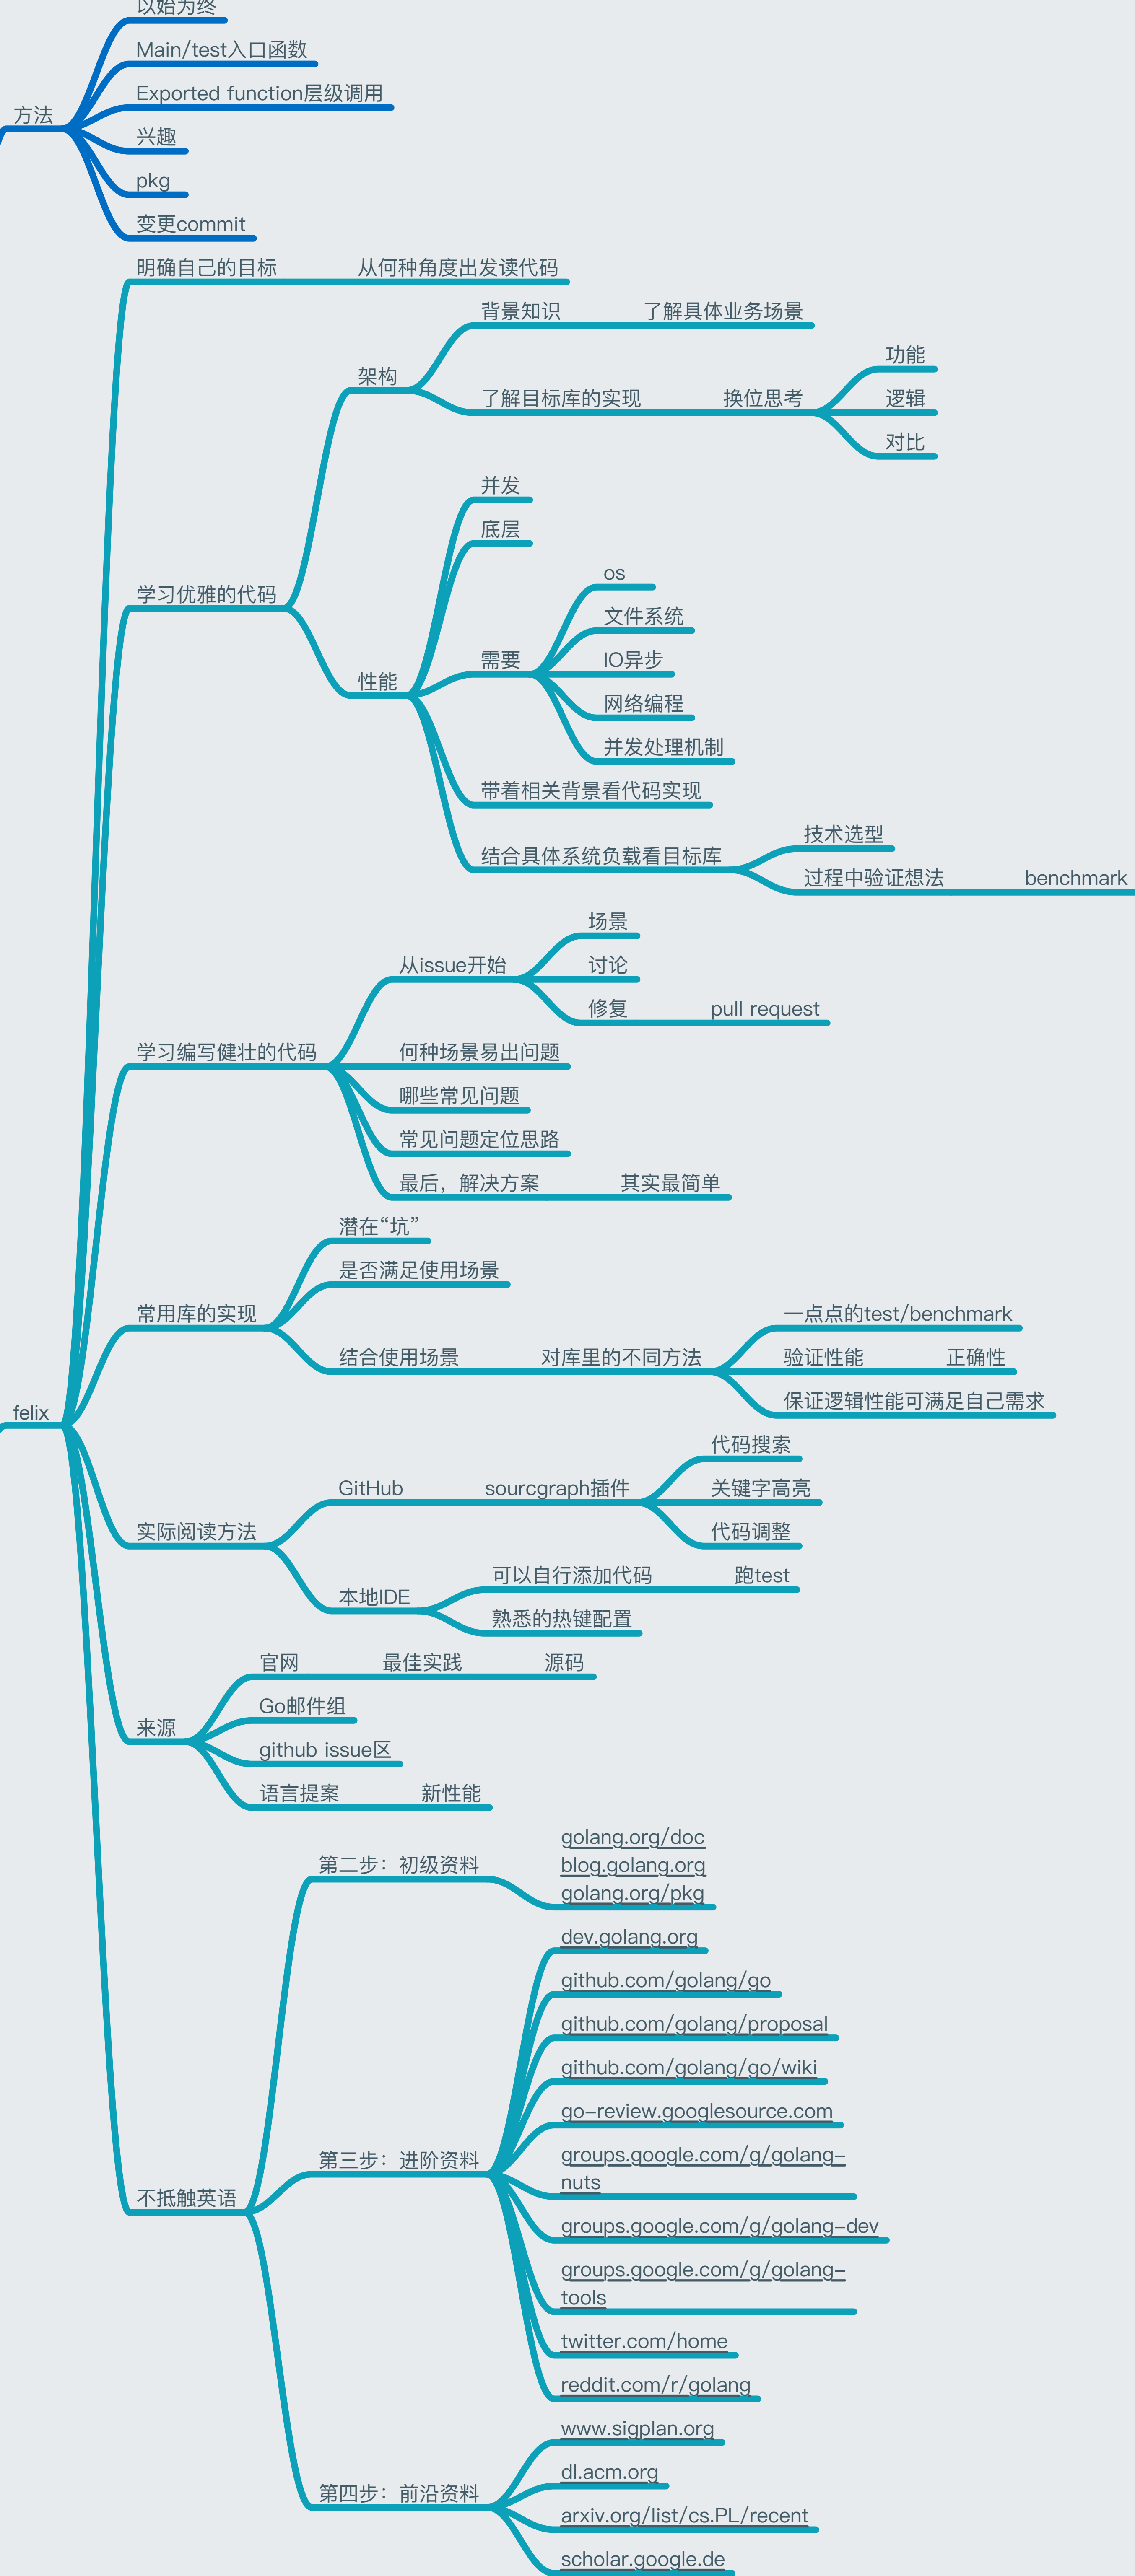 以始为终
Main/test入口函数
Exported function层级调用
方法
兴趣
pkg
变更commit
明确自己的目标
从何种角度出发读代码
背景知识
了解具体业务场景
功能
架构
了解目标库的实现
换位思考
逻辑
对比
并发
底层
os
学习优雅的代码
文件系统
需要
IO异步
性能
网络编程
并发处理机制
带着相关背景看代码实现
技术选型
结合具体系统负载看目标库
过程中验证想法
benchmark
场景
从issue开始
讨论
修复
pull request
学习编写健壮的代码
何种场景易出问题
哪些常见问题
常见问题定位思路
最后，解决方案
其实最简单
潜在“坑”
是否满足使用场景
常用库的实现
一点点的test/benchmark
结合使用场景
对库里的不同方法
验证性能
正确性
保证逻辑性能可满足自己需求
felix
代码搜索
GitHub
sourcgraph插件
关键字高亮
实际阅读方法
代码调整
可以自行添加代码
跑test
本地IDE
熟悉的热键配置
官网
最佳实践
源码
Go邮件组
来源
github issue区
语言提案
新性能
golang.org/doc
第二步：初级资料
blog.golang.org
golang.org/pkg
dev.golang.org
github.com/golang/go
github.com/golang/proposal
github.com/golang/go/wiki
go-review.googlesource.com
第三步：进阶资料
groups.google.com/g/golang-
nuts
不抵触英语
groups.google.com/g/golang-dev
groups.google.com/g/golang-
tools
twitter.com/home
reddit.com/r/golang
www.sigplan.org
dl.acm.org
第四步：前沿资料
arxiv.org/list/cs.PL/recent
scholar.google.de